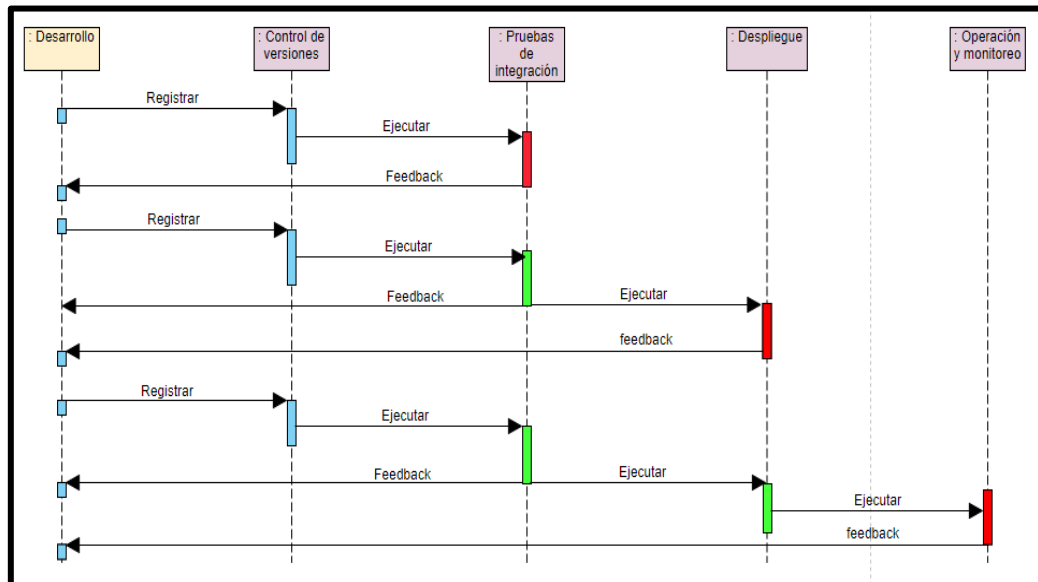 : Desarrollo
: Control de
versiones
: Pruebas
de
integración
: Despliegue
: Operación
y monitoreo
Registrar
Ejecutar
Feedback
Registrar
Ejecutar
Feedback
Ejecutar
feedback
Registrar
Ejecutar
Feedback
Ejecutar
Ejecutar
feedback